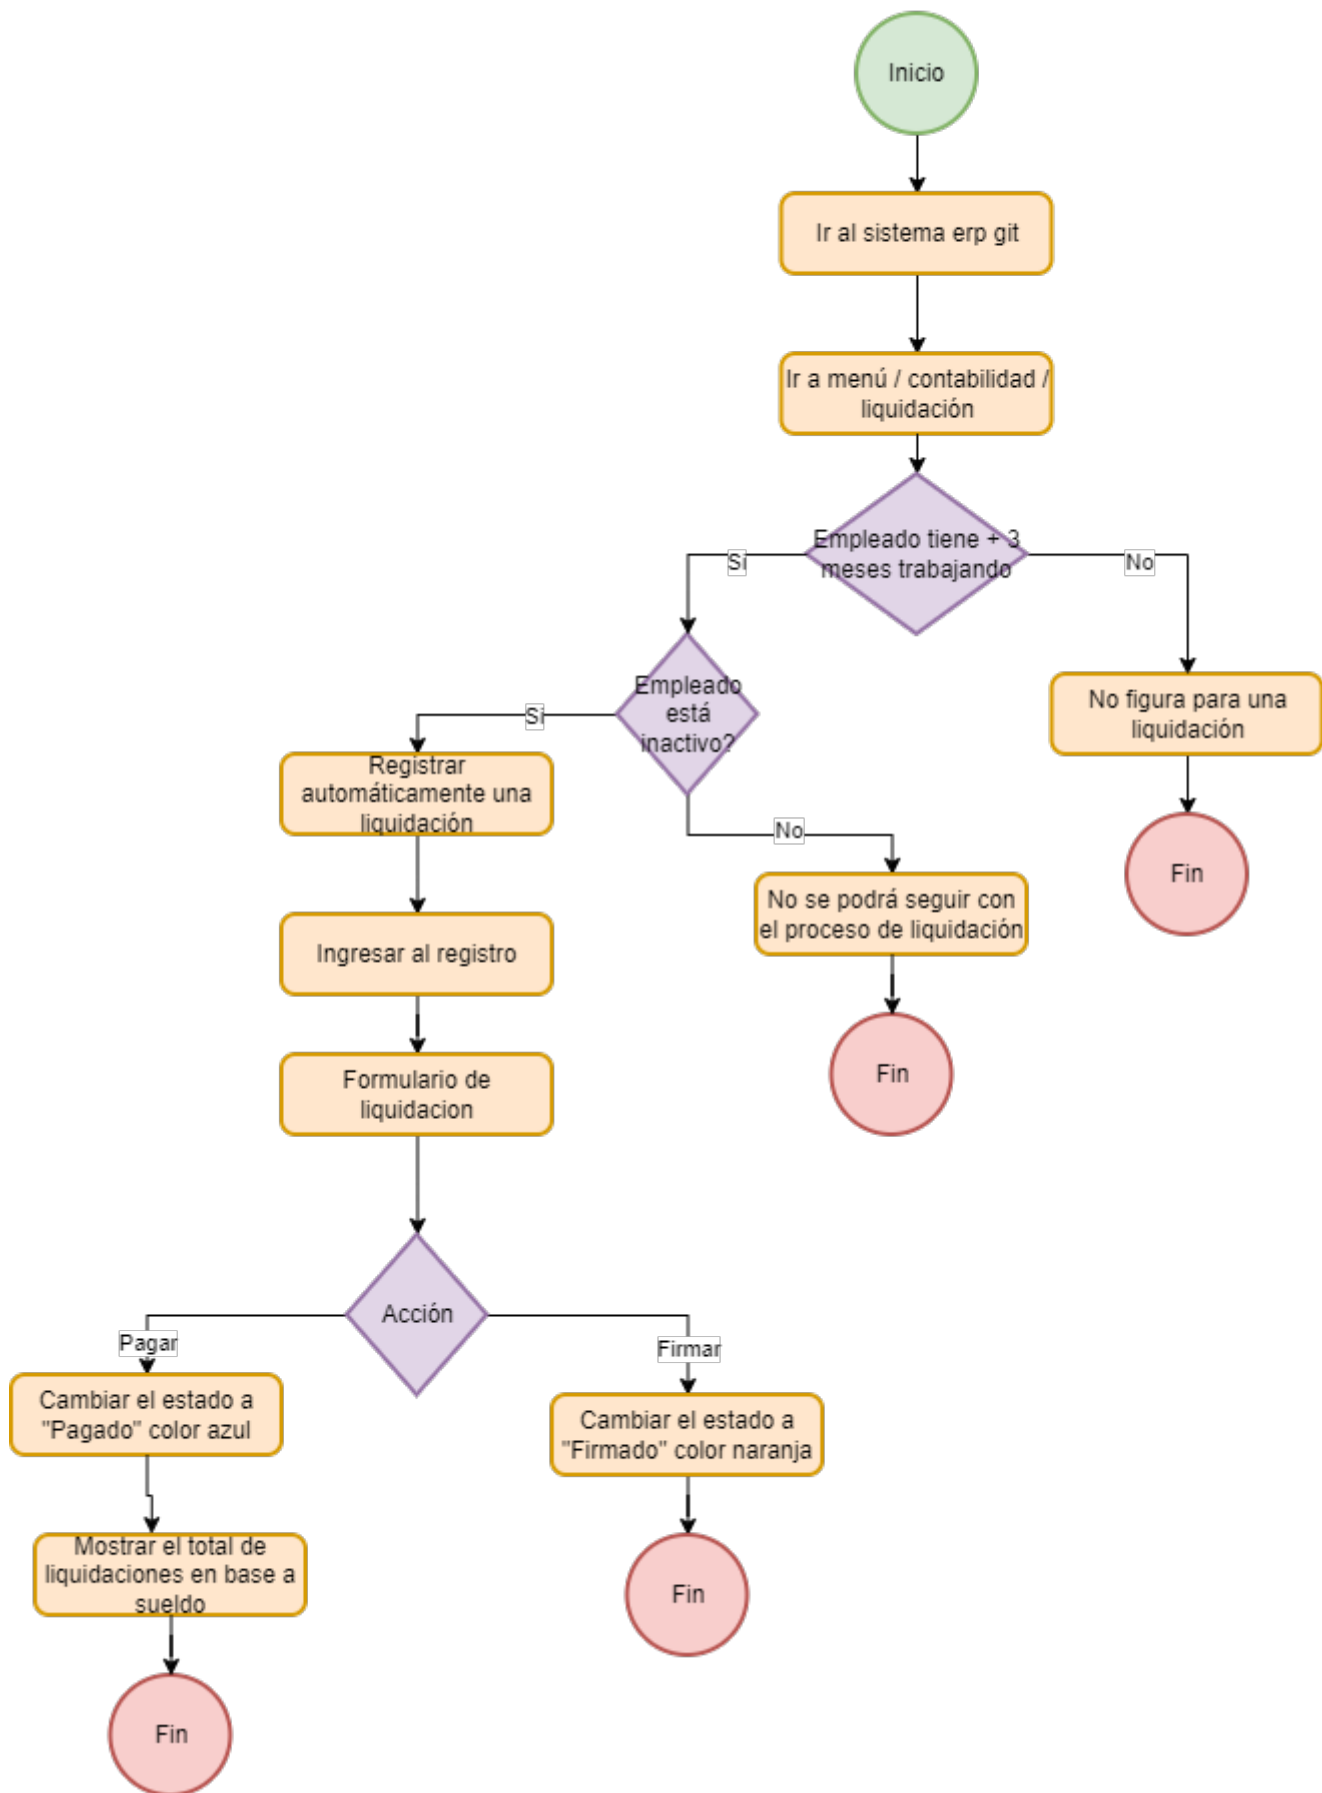 Inicio
Ir al sistema erp git
Ir a menú / contabilidad /
liquidación
Empleado tiene + 3
meses trabajando
Si
No
Empleado
está
inactivo?
Si
No figura para una
liquidación
Registrar
automáticamente una
liquidación
No
Fin
No se podrá seguir con
el proceso de liquidación
Ingresar al registro
Fin
Formulario de
liquidacion
Acción
Pagar
Firmar
Cambiar el estado a
"Pagado" color azul
Cambiar el estado a
"Firmado" color naranja
Mostrar el total de
liquidaciones en base a
sueldo
Fin
Fin